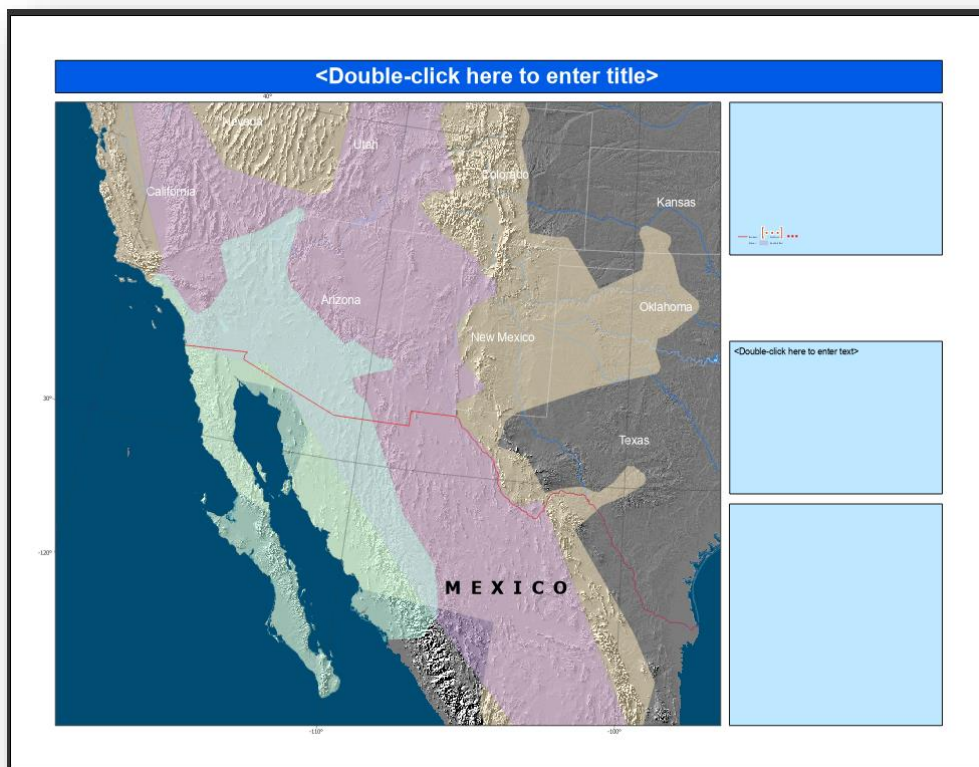 <Double-click here to enter title>
40°
Nevada
Utah
Colorado
California
Kansas
Arizona
Oklahoma
New Mexico
<Double-click here to enter text>
30°
Texas
-120°
MEXICO
-110°
-100°